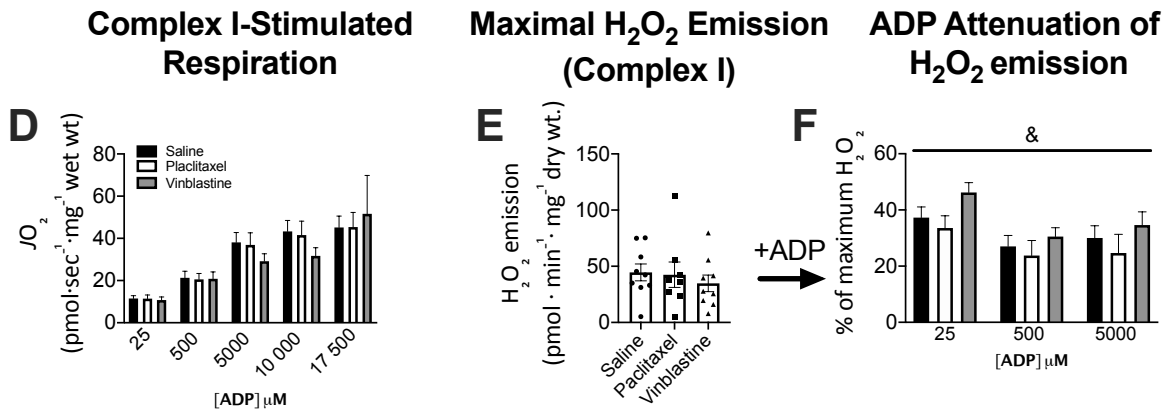 Complex I-Stimulated
Respiration
Maximal H₂O₂ Emission
(Complex I)
ADP Attenuation of
H₂O₂ emission
D
JO₂
(pmol·sec⁻¹·mg⁻¹ wet wt)
80
60
40
20
0
Saline
Placlitaxel
Vinblastine
25
500
5000
10 000
17 500
[ADP] μM
E
H₂O₂ emission
(pmol · min⁻¹ · mg⁻¹ dry wt.)
150
100
50
0
Saline
Paclitaxel
Vinblastine
+ADP
F
% of maximum H₂O₂
60
40
20
0
&
25
500
5000
[ADP] μM